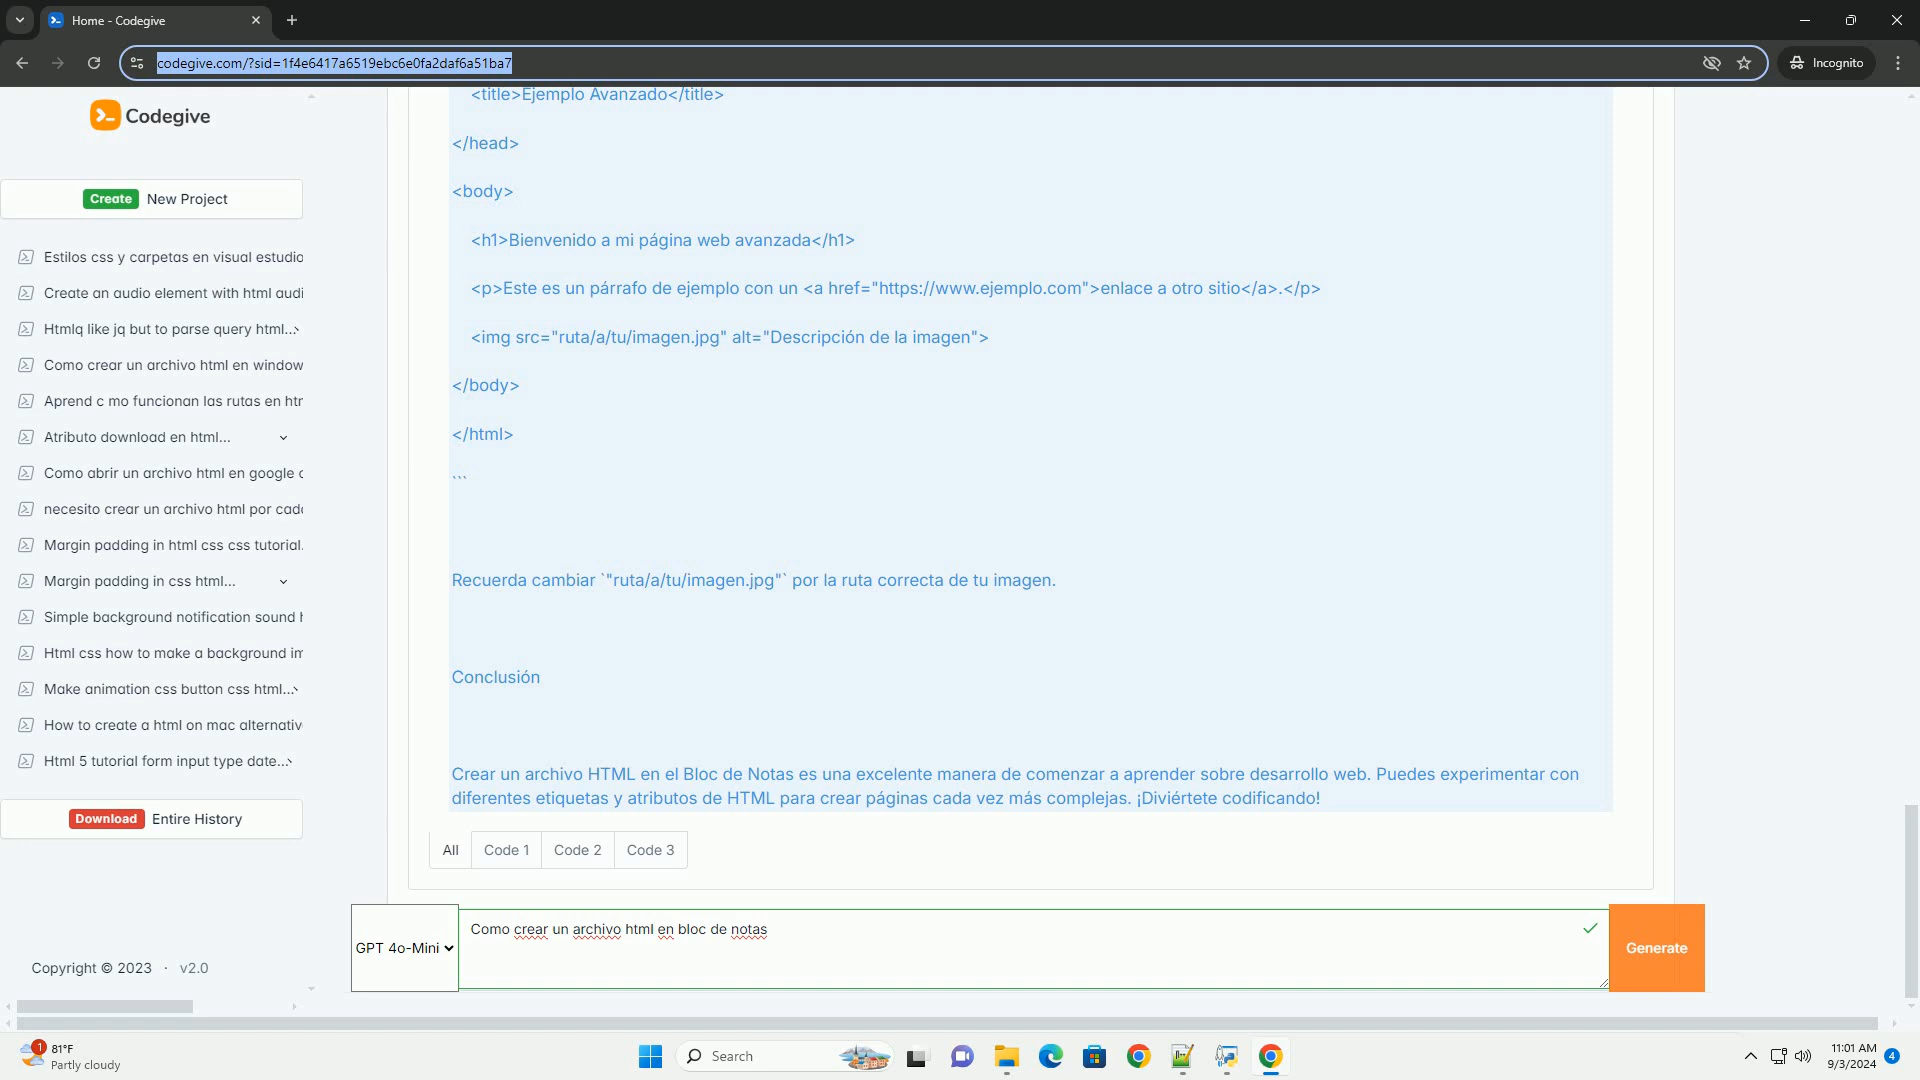 Home - Codegive
codegive.com/?sid=1f4e6417a6519ebc6e0fa2daf6a51ba7
Incognito
Codegive
Create New Project
Estilos css y carpetas en visual estudio
Create an audio element with html audi
Htmlq like jq but to parse query html...
Como crear un archivo html en window
Aprend c mo funcionan las rutas en htr
Atributo download en html...
Como abrir un archivo html en google c
necesito crear un archivo html por cada
Margin padding in html css css tutorial.
Margin padding in css html...
Simple background notification sound h
Html css how to make a background im
Make animation css button css html...
How to create a html on mac alternativ
Html 5 tutorial form input type date...
Download Entire History
Copyright © 2023 · v2.0
<title>Ejemplo Avanzado</title>
</head>
<body>
<h1>Bienvenido a mi página web avanzada</h1>
<p>Este es un párrafo de ejemplo con un <a href="https://www.ejemplo.com">enlace a otro sitio</a>.</p>
<img src="ruta/a/tu/imagen.jpg" alt="Descripción de la imagen">
</body>
</html>
```
Recuerda cambiar `"ruta/a/tu/imagen.jpg"` por la ruta correcta de tu imagen.
Conclusión
Crear un archivo HTML en el Bloc de Notas es una excelente manera de comenzar a aprender sobre desarrollo web. Puedes experimentar con
diferentes etiquetas y atributos de HTML para crear páginas cada vez más complejas. ¡Diviértete codificando!
All Code 1 Code 2 Code 3
GPT 4o-Mini
Como crear un archivo html en bloc de notas
Generate
1
81°F
Partly cloudy
Search
11:01 AM
9/3/2024
4